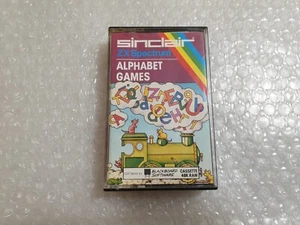 sinclair
ZX Spectrum
ALPHABET
GAMES
BLACKBOARD
SOFTWARE
CASSETTE
48K RAM